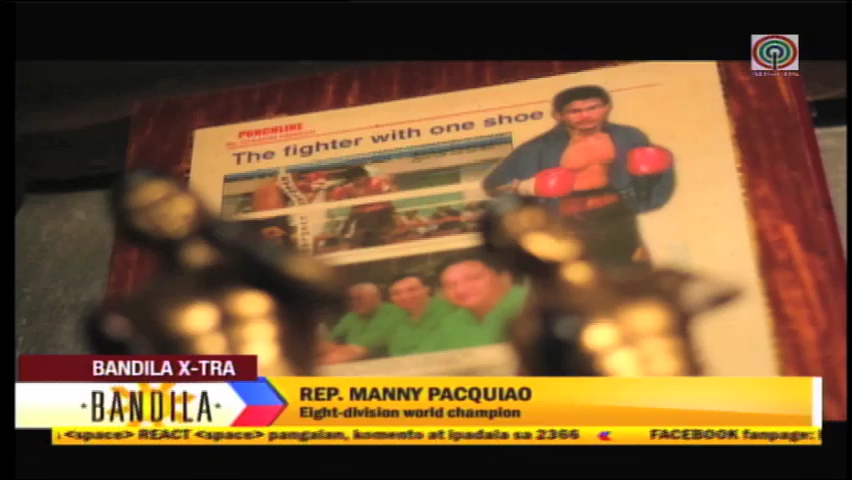 PUNCHLINE
The fighter with one shoe
BANDILA X-TRA
BANDILA
REP. MANNY PACQUIAO
Eight-division world champion
<space> REACT <space> pangalan, komento at ipadala sa 2366 FACEBOOK fanpage: